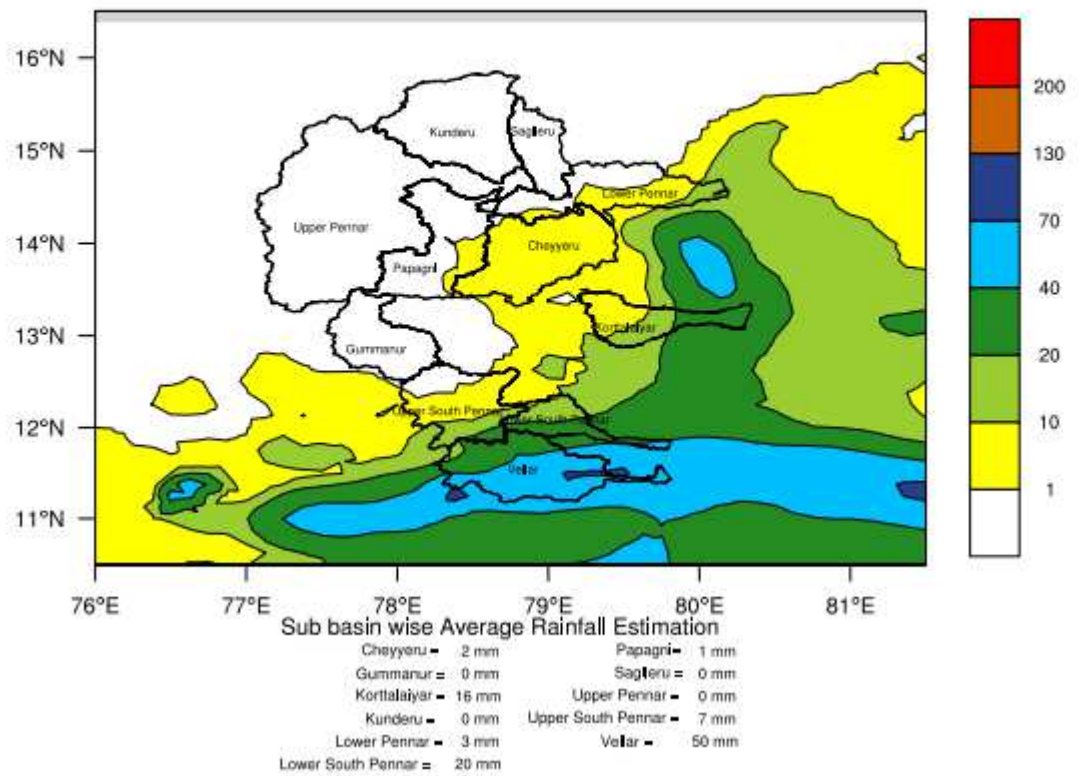 16°N
200
Kunderu
Sagileru
15°N
130
Lower Pennar
70
Upper Pennar
14°N
Cheyyeru
Papagni
40
13°N
Korttalaiyar
Gummanur
20
Upper South Pennar
Lower South Pennar
12°N
10
Vellar
11°N
1
76°E 77°E 78°E 79°E 80°E 81°E
Sub basin wise Average Rainfall Estimation
Cheyyeru = 2 mm Papagni= 1 mm
Gummanur = 0 mm Sagileru = 0 mm
Korttalaiyar = 16 mm Upper Pennar = 0 mm
Kunderu = 0 mm Upper South Pennar = 7 mm
Lower Pennar = 3 mm Vellar = 50 mm
Lower South Pennar = 20 mm